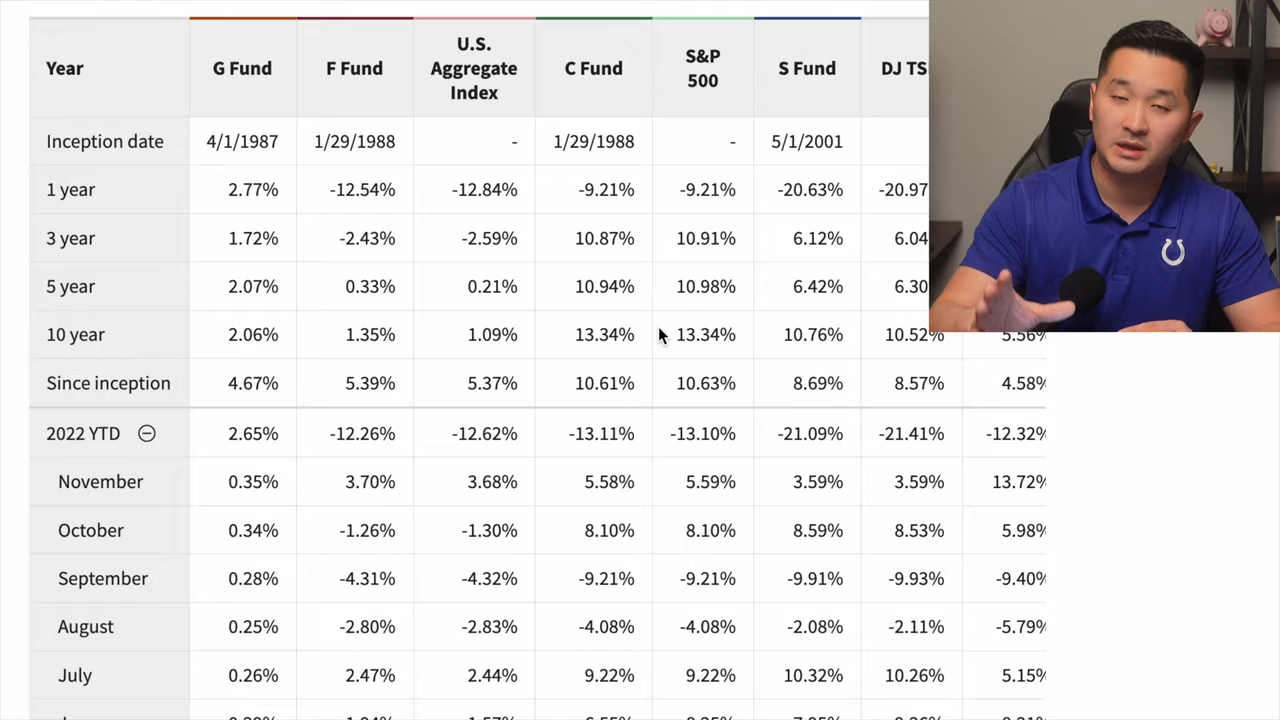 Year G Fund F Fund U.S. Aggregate Index C Fund S&P 500 S Fund DJ TS
Inception date 4/1/1987 1/29/1988 - 1/29/1988 - 5/1/2001
1 year 2.77% -12.54% -12.84% -9.21% -9.21% -20.63% -20.97
3 year 1.72% -2.43% -2.59% 10.87% 10.91% 6.12% 6.04
5 year 2.07% 0.33% 0.21% 10.94% 10.98% 6.42% 6.30
10 year 2.06% 1.35% 1.09% 13.34% 13.34% 10.76% 10.52% 5.56%
Since inception 4.67% 5.39% 5.37% 10.61% 10.63% 8.69% 8.57% 4.58%
2022 YTD 2.65% -12.26% -12.62% -13.11% -13.10% -21.09% -21.41% -12.32%
November 0.35% 3.70% 3.68% 5.58% 5.59% 3.59% 3.59% 13.72%
October 0.34% -1.26% -1.30% 8.10% 8.10% 8.59% 8.53% 5.98%
September 0.28% -4.31% -4.32% -9.21% -9.21% -9.91% -9.93% -9.40%
August 0.25% -2.80% -2.83% -4.08% -4.08% -2.08% -2.11% -5.79%
July 0.26% 2.47% 2.44% 9.22% 9.22% 10.32% 10.26% 5.15%